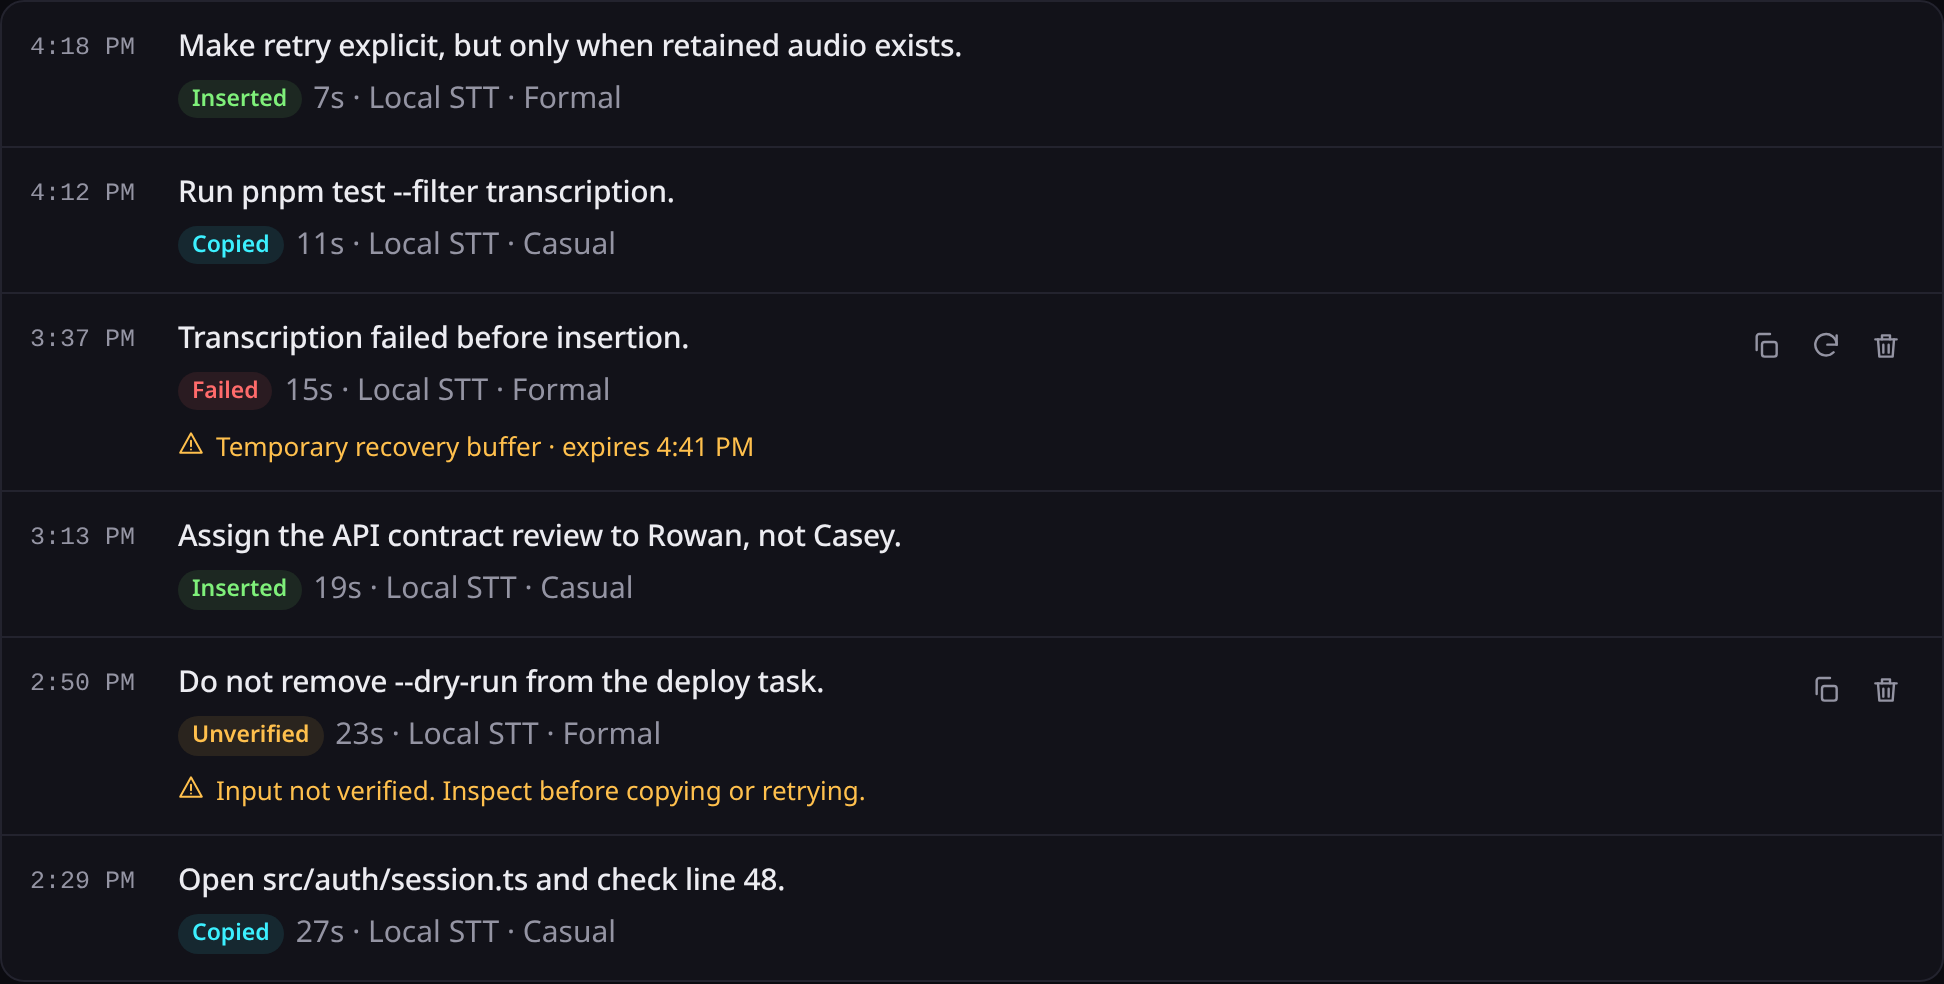 4:18 PM Make retry explicit, but only when retained audio exists.
Inserted 7s · Local STT · Formal
4:12 PM Run pnpm test --filter transcription.
Copied 11s · Local STT · Casual
3:37 PM Transcription failed before insertion.
Failed 15s · Local STT · Formal
Temporary recovery buffer · expires 4:41 PM
3:13 PM Assign the API contract review to Rowan, not Casey.
Inserted 19s · Local STT · Casual
2:50 PM Do not remove --dry-run from the deploy task.
Unverified 23s · Local STT · Formal
Input not verified. Inspect before copying or retrying.
2:29 PM Open src/auth/session.ts and check line 48.
Copied 27s · Local STT · Casual